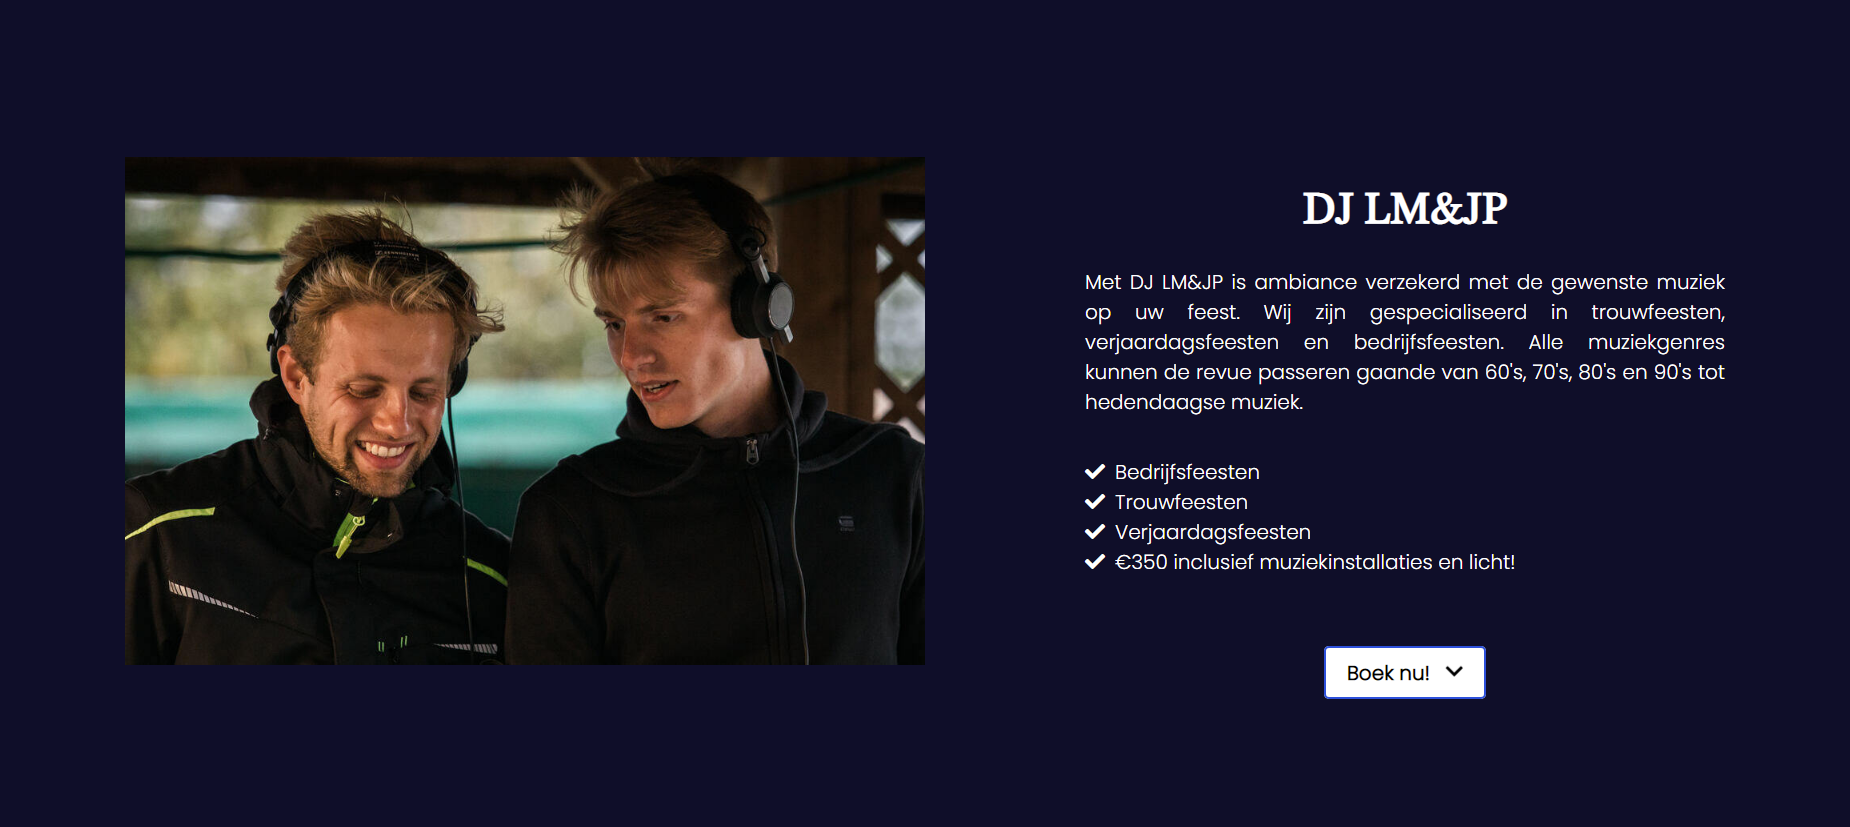 DJ LM&JP
Met DJ LM&JP is ambiance verzekerd met de gewenste muziek
op uw feest. Wij zijn gespecialiseerd in trouwfeesten,
verjaardagsfeesten en bedrijfsfeesten. Alle muziekgenres
kunnen de revue passeren gaande van 60's, 70's, 80's en 90's tot
hedendaagse muziek.
Bedrijfsfeesten
Trouwfeesten
Verjaardagsfeesten
€350 inclusief muziekinstallaties en licht!
Boek nu!